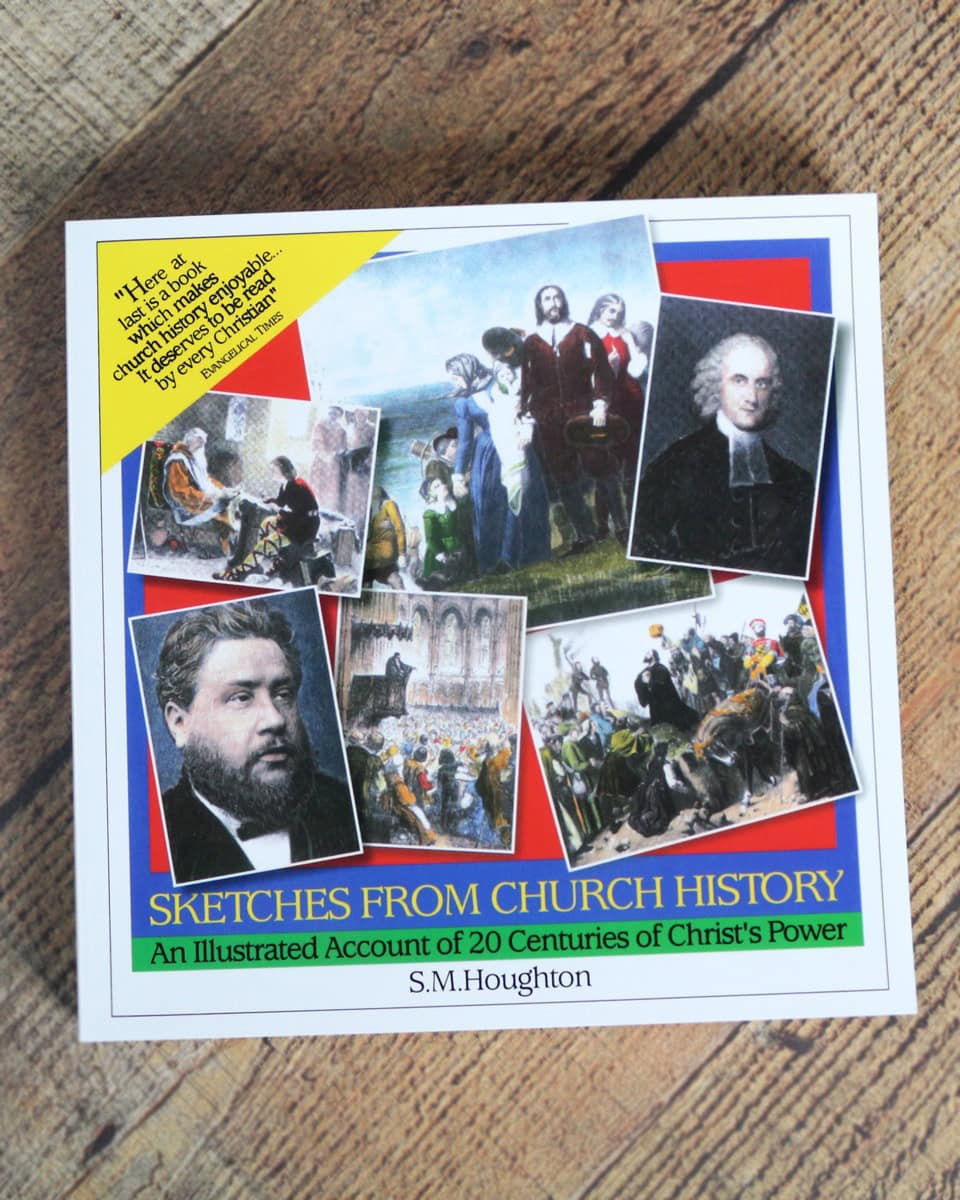 "Here at
last is a book
which makes
church history enjoyable...
It deserves to be read
by every Christian"
EVANGELICAL TIMES
SKETCHES FROM CHURCH HISTORY
An Illustrated Account of 20 Centuries of Christ's Power
S.M.Houghton